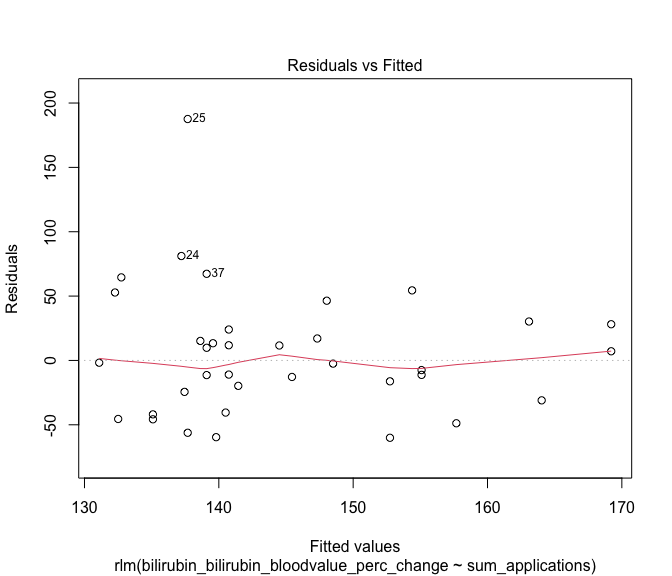 Residuals vs Fitted
200
150
100
50
0
-50
Residuals
25
24
37
130 140 150 160 170
Fitted values
rlm(bilirubin_bilirubin_bloodvalue_perc_change ~ sum_applications)